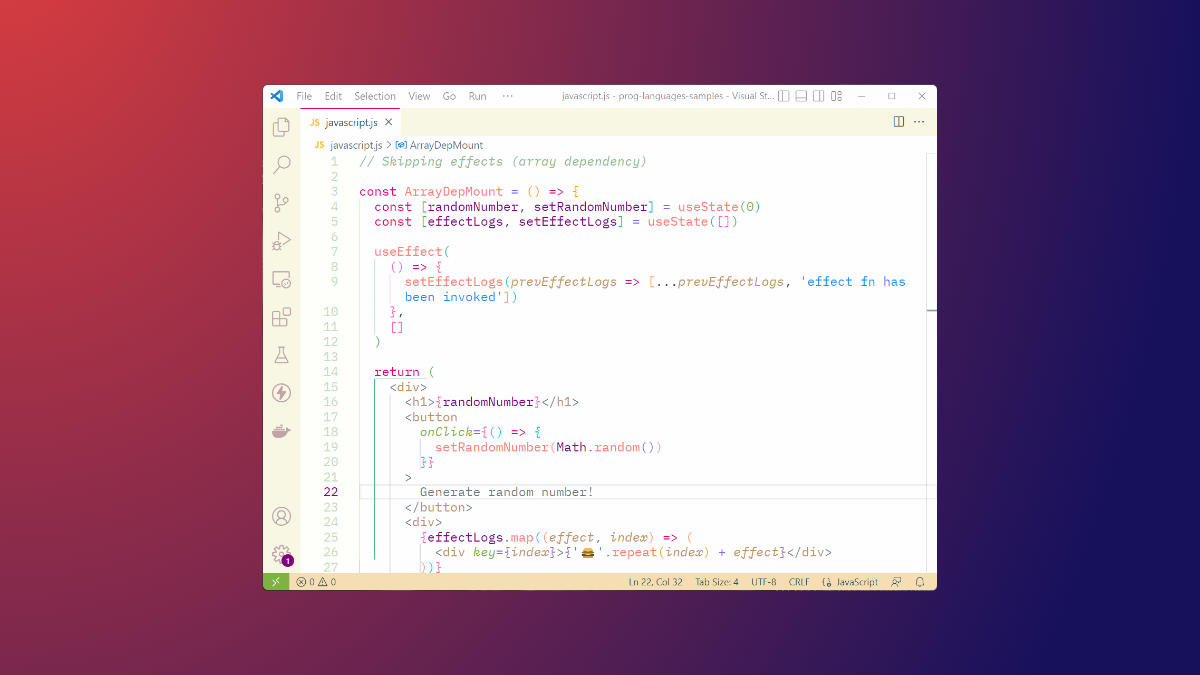 File Edit Selection View Go Run ··· javascript.js - prog-languages-samples - Visual St...
JS javascript.js
JS javascript.js > ArrayDepMount
1 // Skipping effects (array dependency)
2
3 const ArrayDepMount = () => {
4 const [randomNumber, setRandomNumber] = useState(0)
5 const [effectLogs, setEffectLogs] = useState([])
6
7 useEffect(
8 () => {
9 setEffectLogs(prevEffectLogs => [...prevEffectLogs, 'effect fn has
been invoked'])
10 },
11 []
12 )
13
14 return (
15 <div>
16 <h1>{randomNumber}</h1>
17 <button
18 onClick={() => {
19 setRandomNumber(Math.random())
20 }}
21 >
22 Generate random number!
23 </button>
24 <div>
25 {effectLogs.map((effect, index) => (
26 <div key={index}>{'🍔'.repeat(index) + effect}</div>
27 ))}
1
0 0 Ln 22, Col 32 Tab Size: 4 UTF-8 CRLF JavaScript